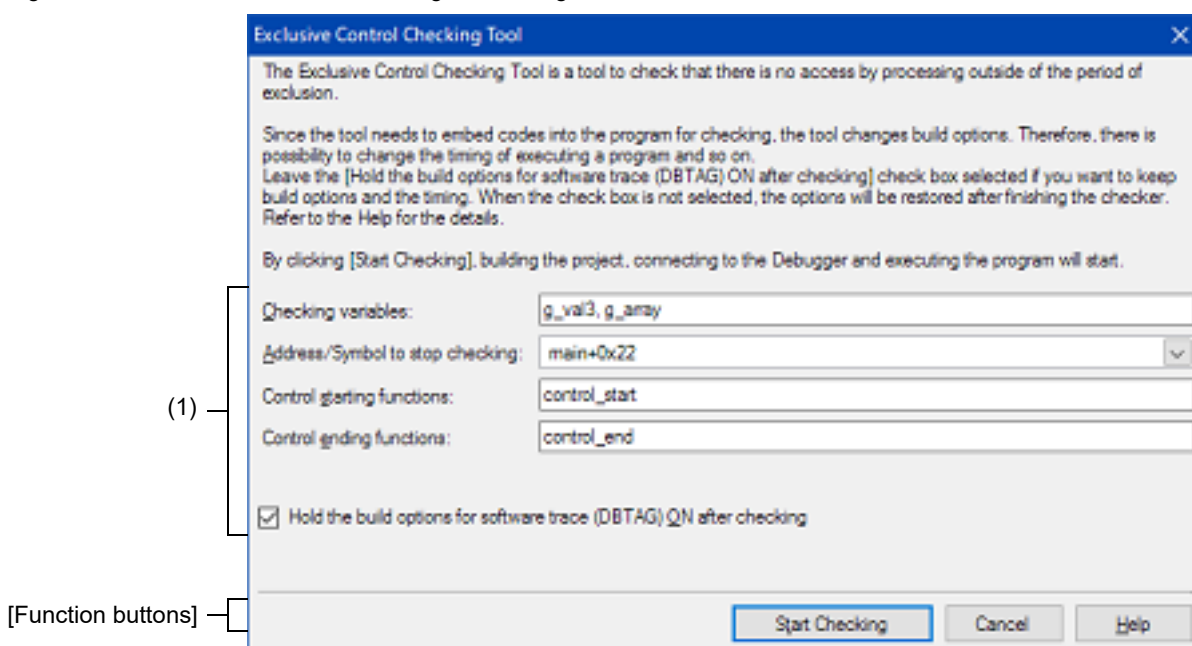 Exclusive Control Checking Tool
The Exclusive Control Checking Tool is a tool to check that there is no access by processing outside of the period of
exclusion.
Since the tool needs to embed codes into the program for checking, the tool changes build options. Therefore, there is
possibility to change the timing of executing a program and so on.
Leave the [Hold the build options for software trace (DBTAG) ON after checking] check box selected if you want to keep
build options and the timing. When the check box is not selected, the options will be restored after finishing the checker.
Refer to the Help for the details.
By clicking [Start Checking], building the project, connecting to the Debugger and executing the program will start.
Checking variables: g_val3, g_array
Address/Symbol to stop checking: main+0x22
(1)
Control starting functions: control_start
Control ending functions: control_end
Hold the build options for software trace (DBTAG) ON after checking
[Function buttons]
Start Checking Cancel Help